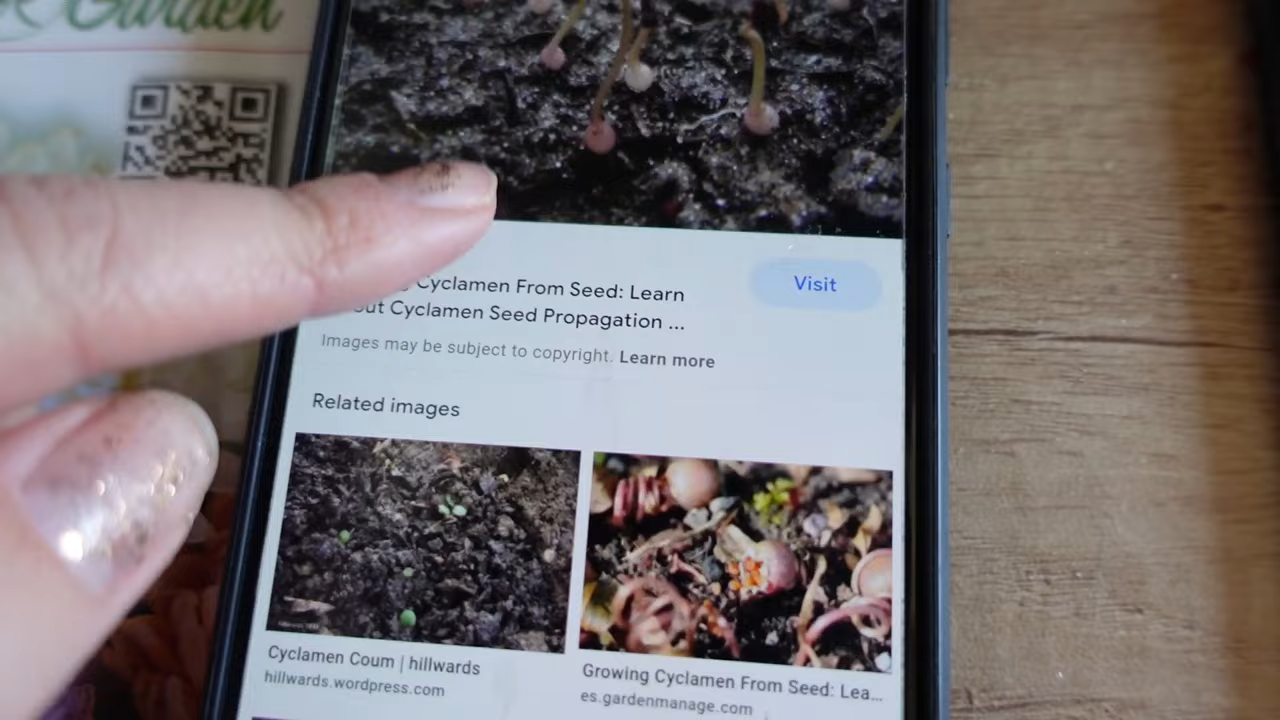 Garden
Cyclamen From Seed: Learn
Cyclamen Seed Propagation ...
Visit
Images may be subject to copyright. Learn more
Related images
Cyclamen Coum | hillwards
hillwards.wordpress.com
Growing Cyclamen From Seed: Lea...
es.gardenmanage.com